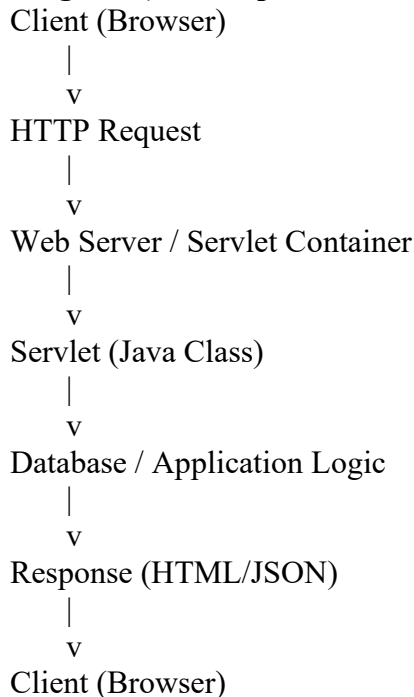 Client (Browser)
|
v
HTTP Request
|
v
Web Server / Servlet Container
|
v
Servlet (Java Class)
|
v
Database / Application Logic
|
v
Response (HTML/JSON)
|
v
Client (Browser)